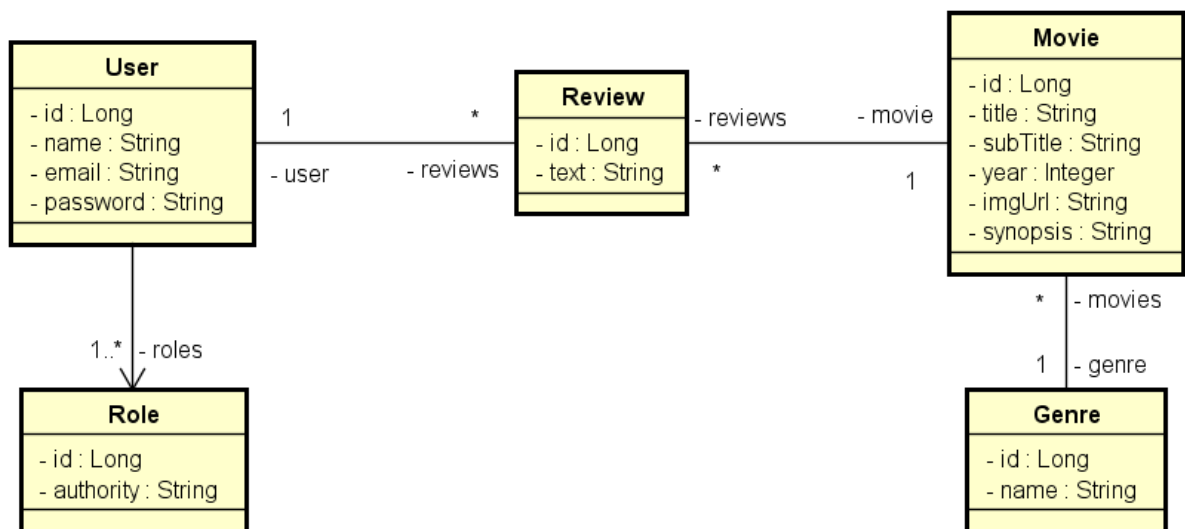 User
- id : Long
- name : String
- email : String
- password : String
1
*
- user
- reviews
Review
- id : Long
- text : String
- reviews
- movie
*
1
Movie
- id : Long
- title : String
- subTitle : String
- year : Integer
- imgUrl : String
- synopsis : String
1..*
- roles
* - movies
1 - genre
Role
- id : Long
- authority : String
Genre
- id : Long
- name : String